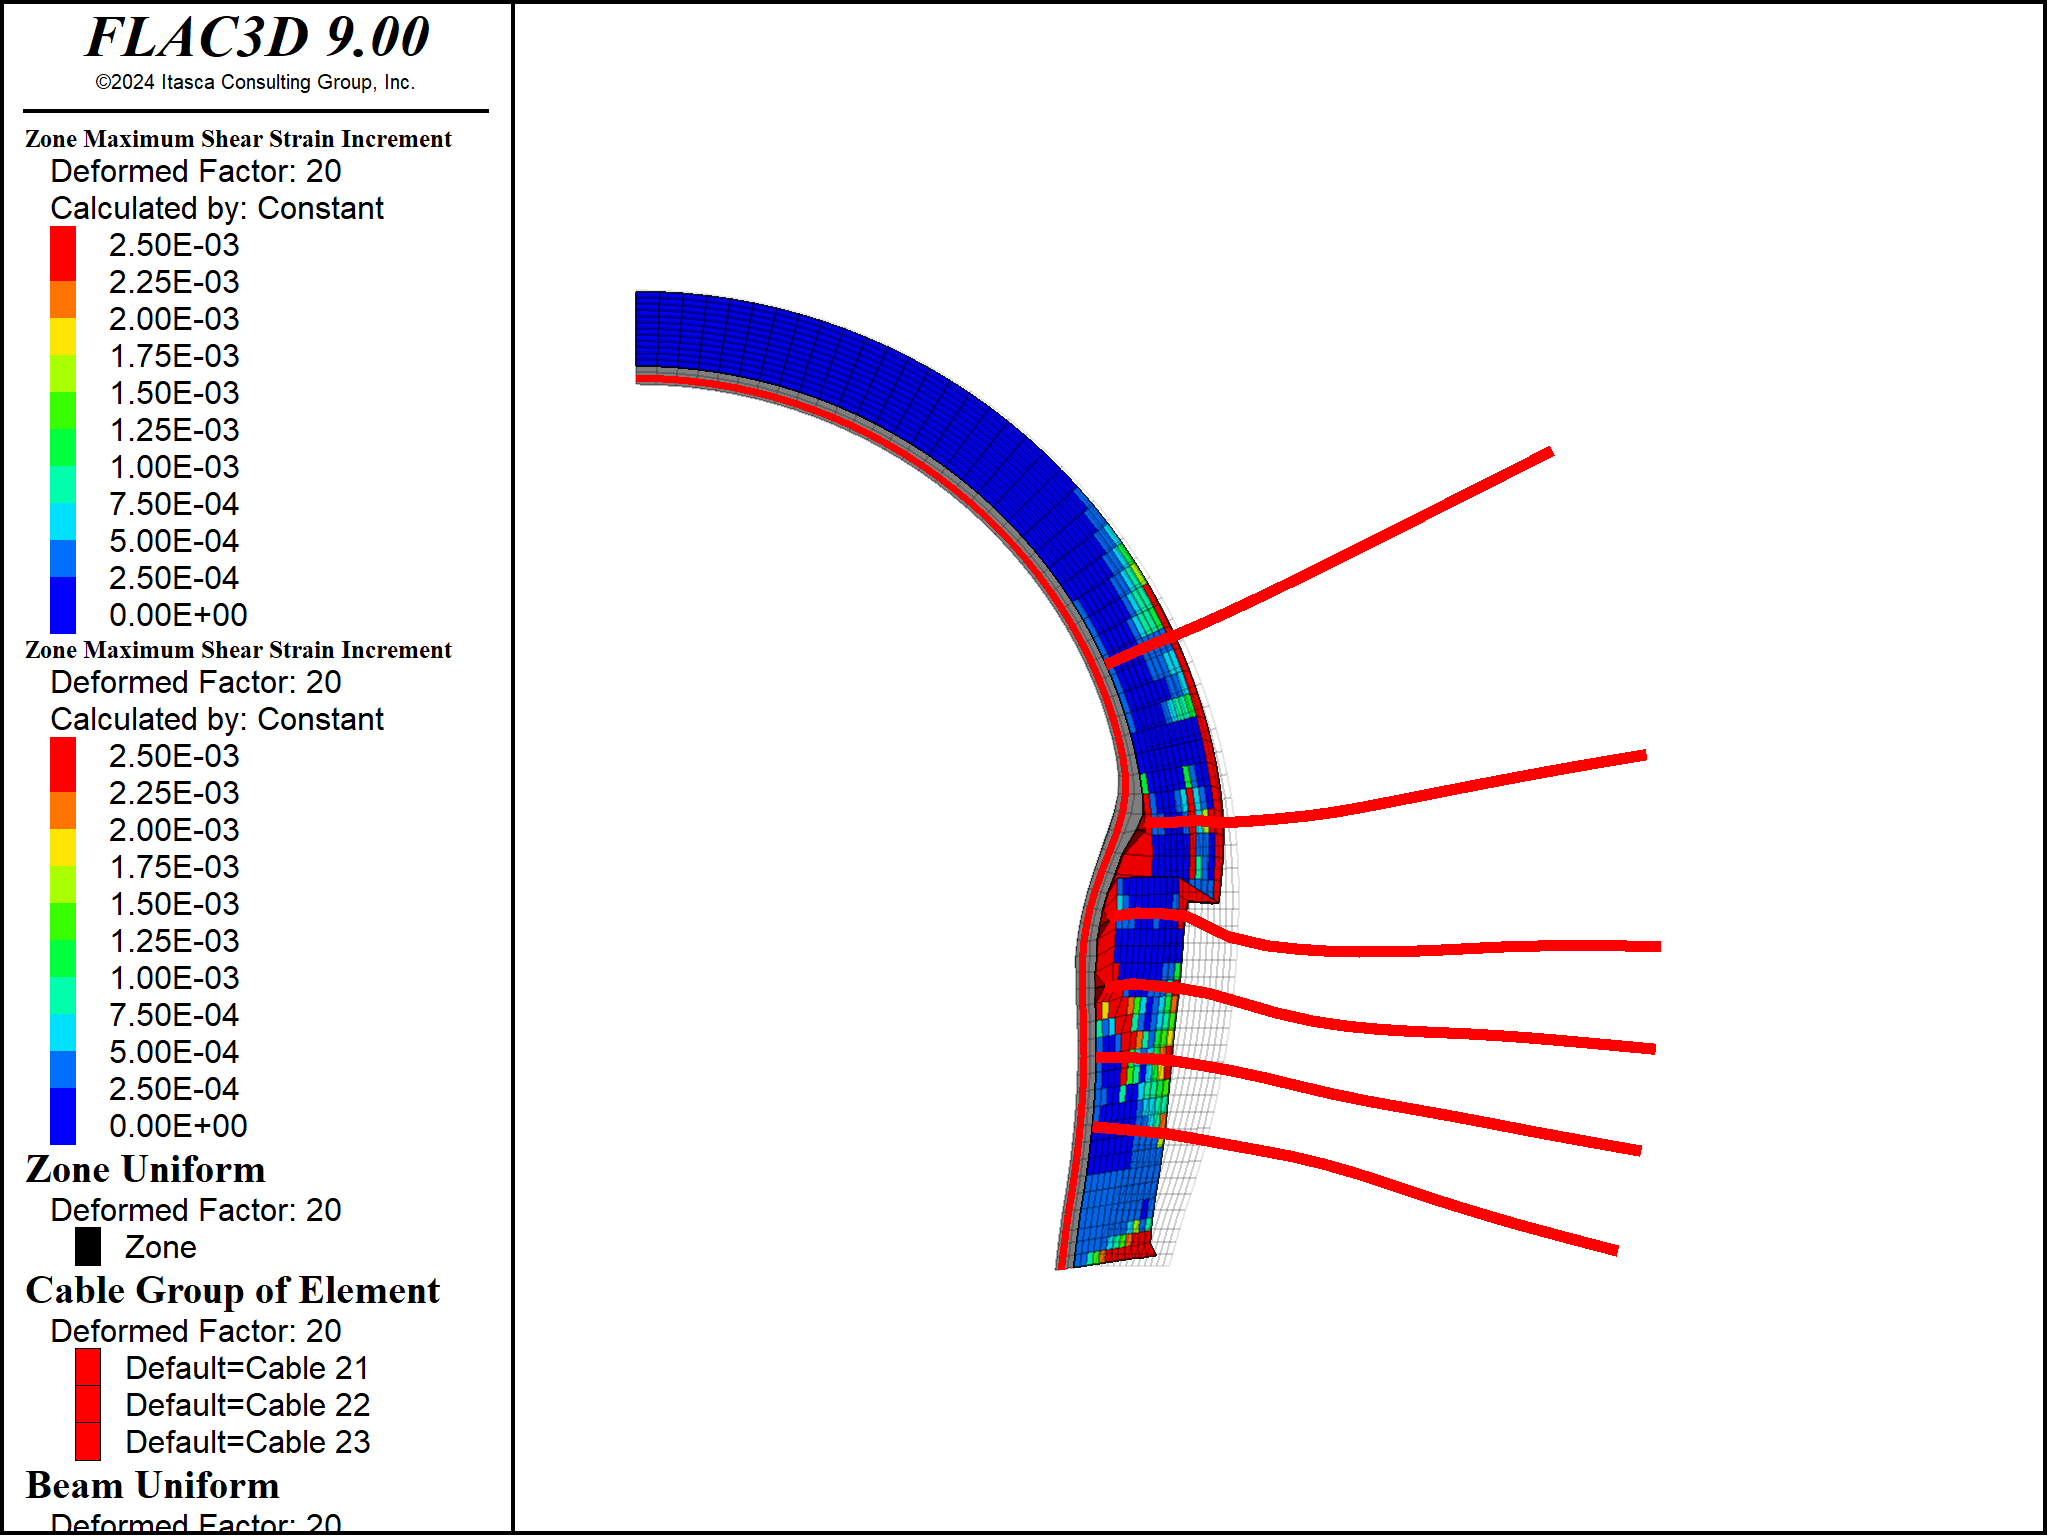 FLAC3D 9.00
©2024 Itasca Consulting Group, Inc.
Zone Maximum Shear Strain Increment
Deformed Factor: 20
Calculated by: Constant
2.50E-03
2.25E-03
2.00E-03
1.75E-03
1.50E-03
1.25E-03
1.00E-03
7.50E-04
5.00E-04
2.50E-04
0.00E+00
Zone Maximum Shear Strain Increment
Deformed Factor: 20
Calculated by: Constant
2.50E-03
2.25E-03
2.00E-03
1.75E-03
1.50E-03
1.25E-03
1.00E-03
7.50E-04
5.00E-04
2.50E-04
0.00E+00
Zone Uniform
Deformed Factor: 20
Zone
Cable Group of Element
Deformed Factor: 20
Default=Cable 21
Default=Cable 22
Default=Cable 23
Beam Uniform
Deformed Factor: 20